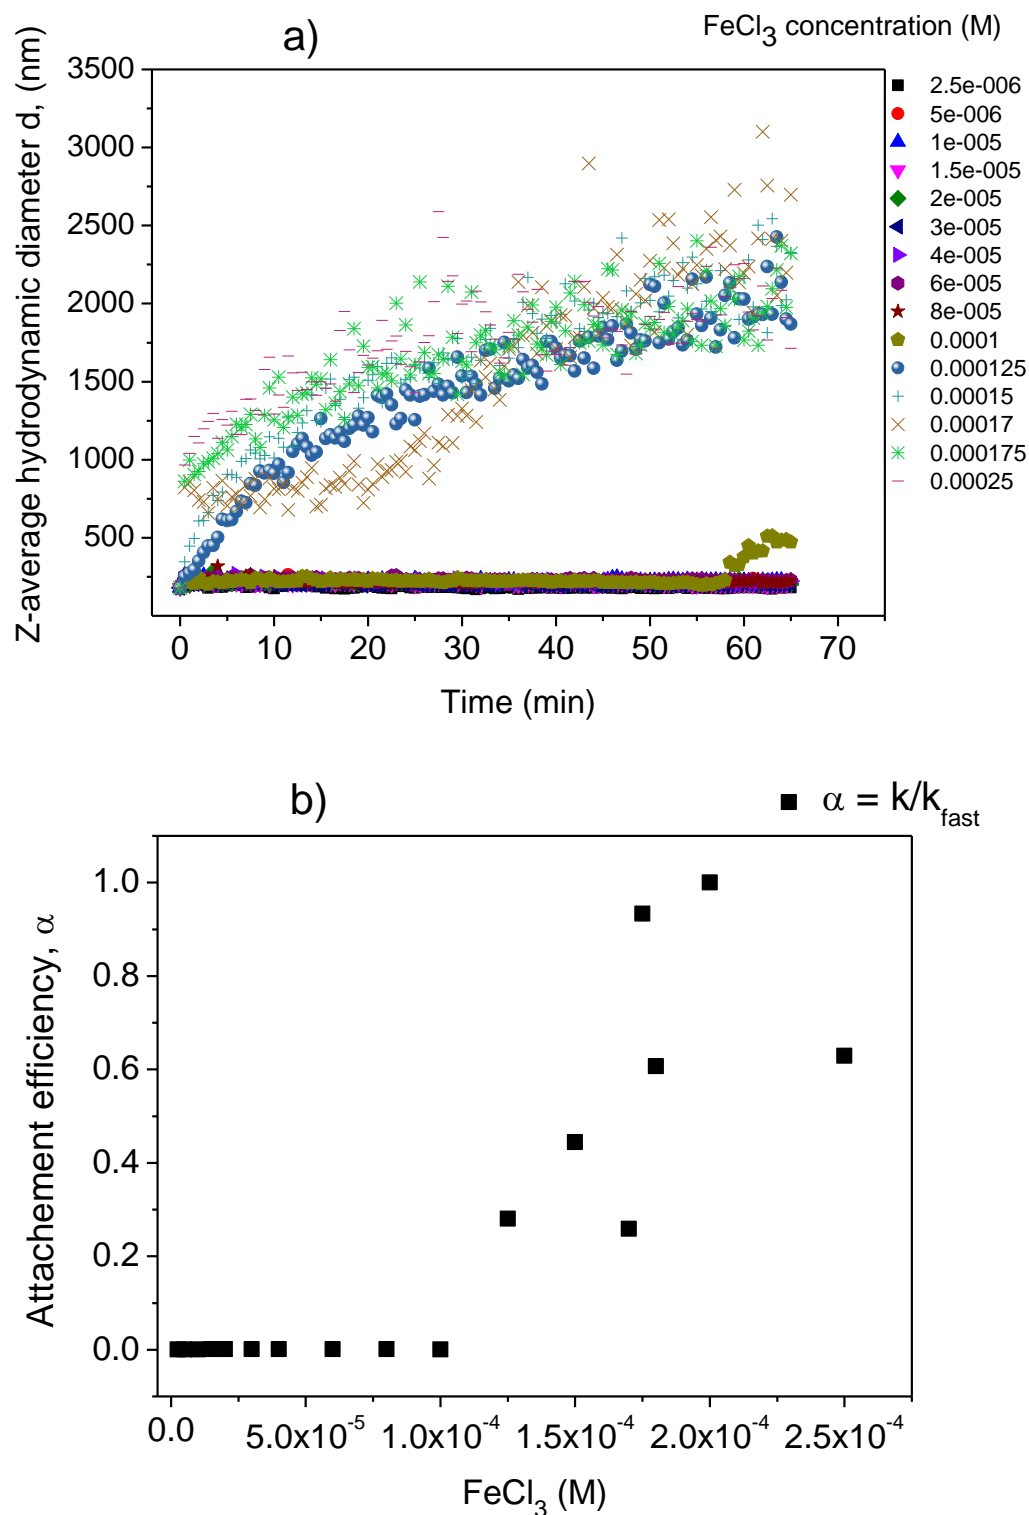 a)
FeCl3 concentration (M)
Z-average hydrodynamic diameter d, (nm)
3500
3000
2500
2000
1500
1000
500
0
10
20
30
40
50
60
70
Time (min)
2.5e-006
5e-006
1e-005
1.5e-005
2e-005
3e-005
4e-005
6e-005
8e-005
0.0001
0.000125
0.00015
0.00017
0.000175
0.00025
b)
α = k/kfast
Attachement efficiency, α
1.0
0.8
0.6
0.4
0.2
0.0
0.0
5.0x10-5
1.0x10-4
1.5x10-4
2.0x10-4
2.5x10-4
FeCl3 (M)